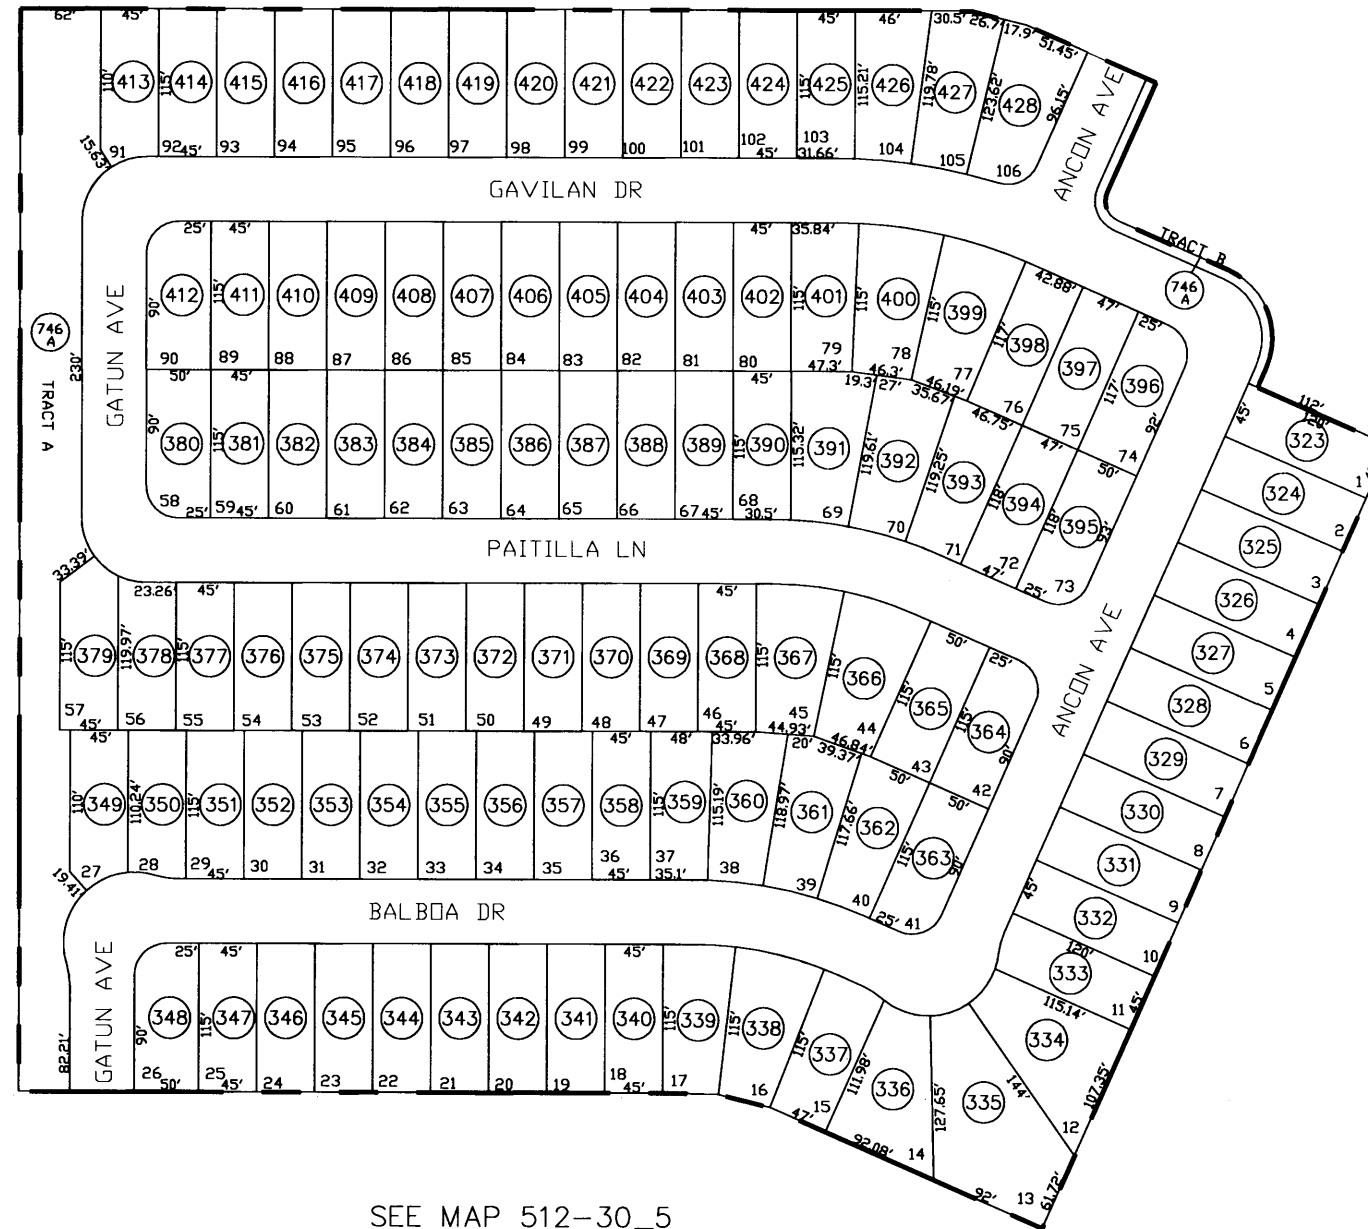 62' 45' 45' 46' 30.5' 26.7' 17.9' 51.45'
110' 413 115' 414 415 416 417 418 419 420 421 422 423 424 115' 425 115.21' 426 119.78' 427 123.62' 428 96.15' ANCON AVE
15.63' 91 92 45' 93 94 95 96 97 98 99 100 101 102 45' 103 31.66' 104 105 106
GAVILAN DR
TRACT B
746 A
25' 45' 45' 35.84' 42.88' 47' 25'
412 115' 411 410 409 408 407 406 405 404 403 402 115' 401 115' 400 115' 399 117' 398 397 117' 396
90' 92'
90 89 88 87 86 85 84 83 82 81 80 79 47.3' 78 46.3' 77 46.19' 76 75 74
GATUN AVE
746 A
TRACT A
230'
50' 45' 45' 19.3' 27' 35.67' 46.75' 47' 50'
90' 380 115' 381 382 383 384 385 386 387 388 389 115' 390 115.32' 391 119.61' 392 119.25' 393 118' 394 118' 395 93'
58 25' 59 45' 60 61 62 63 64 65 66 67 45' 68 30.5' 69 70 71 72 47' 25' 73
PAITILLA LN
33.39' 23.26' 45' 45' 50' 25'
115' 379 119.97' 378 115' 377 376 375 374 373 372 371 370 369 368 115' 367 115' 366 115' 365 115' 364 90'
57 45' 56 55 54 53 52 51 50 49 48 47 46 45' 45 44.93' 44 46.84' 43 42
45' 45' 48' 33.96' 20' 39.37' 50' 50'
110' 349 110.24' 350 115' 351 352 353 354 355 356 357 358 115' 359 115.19' 360 118.97' 361 117.66' 362 115' 363 90'
19.41' 27 28 29 45' 30 31 32 33 34 35 36 45' 37 35.1' 38 39 40 25' 41
BALBOA DR
GATUN AVE
82.21'
25' 45' 45'
90' 348 115' 347 346 345 344 343 342 341 340 115' 339 115' 338 115' 337 111.98' 336 127.65' 335 144' 334
26 50' 25 45' 24 23 22 21 20 19 18 45' 17 16 47' 15 92.08' 14 92' 13 61.72' 12 107.35'
ANCON AVE
112'
120'
45' 323 1
324 2
325 3
326 4
327 5
328 6
329 7
330 8
331 9
45' 332 10
120' 333 11 45'
115.14'
SEE MAP 512-30_5